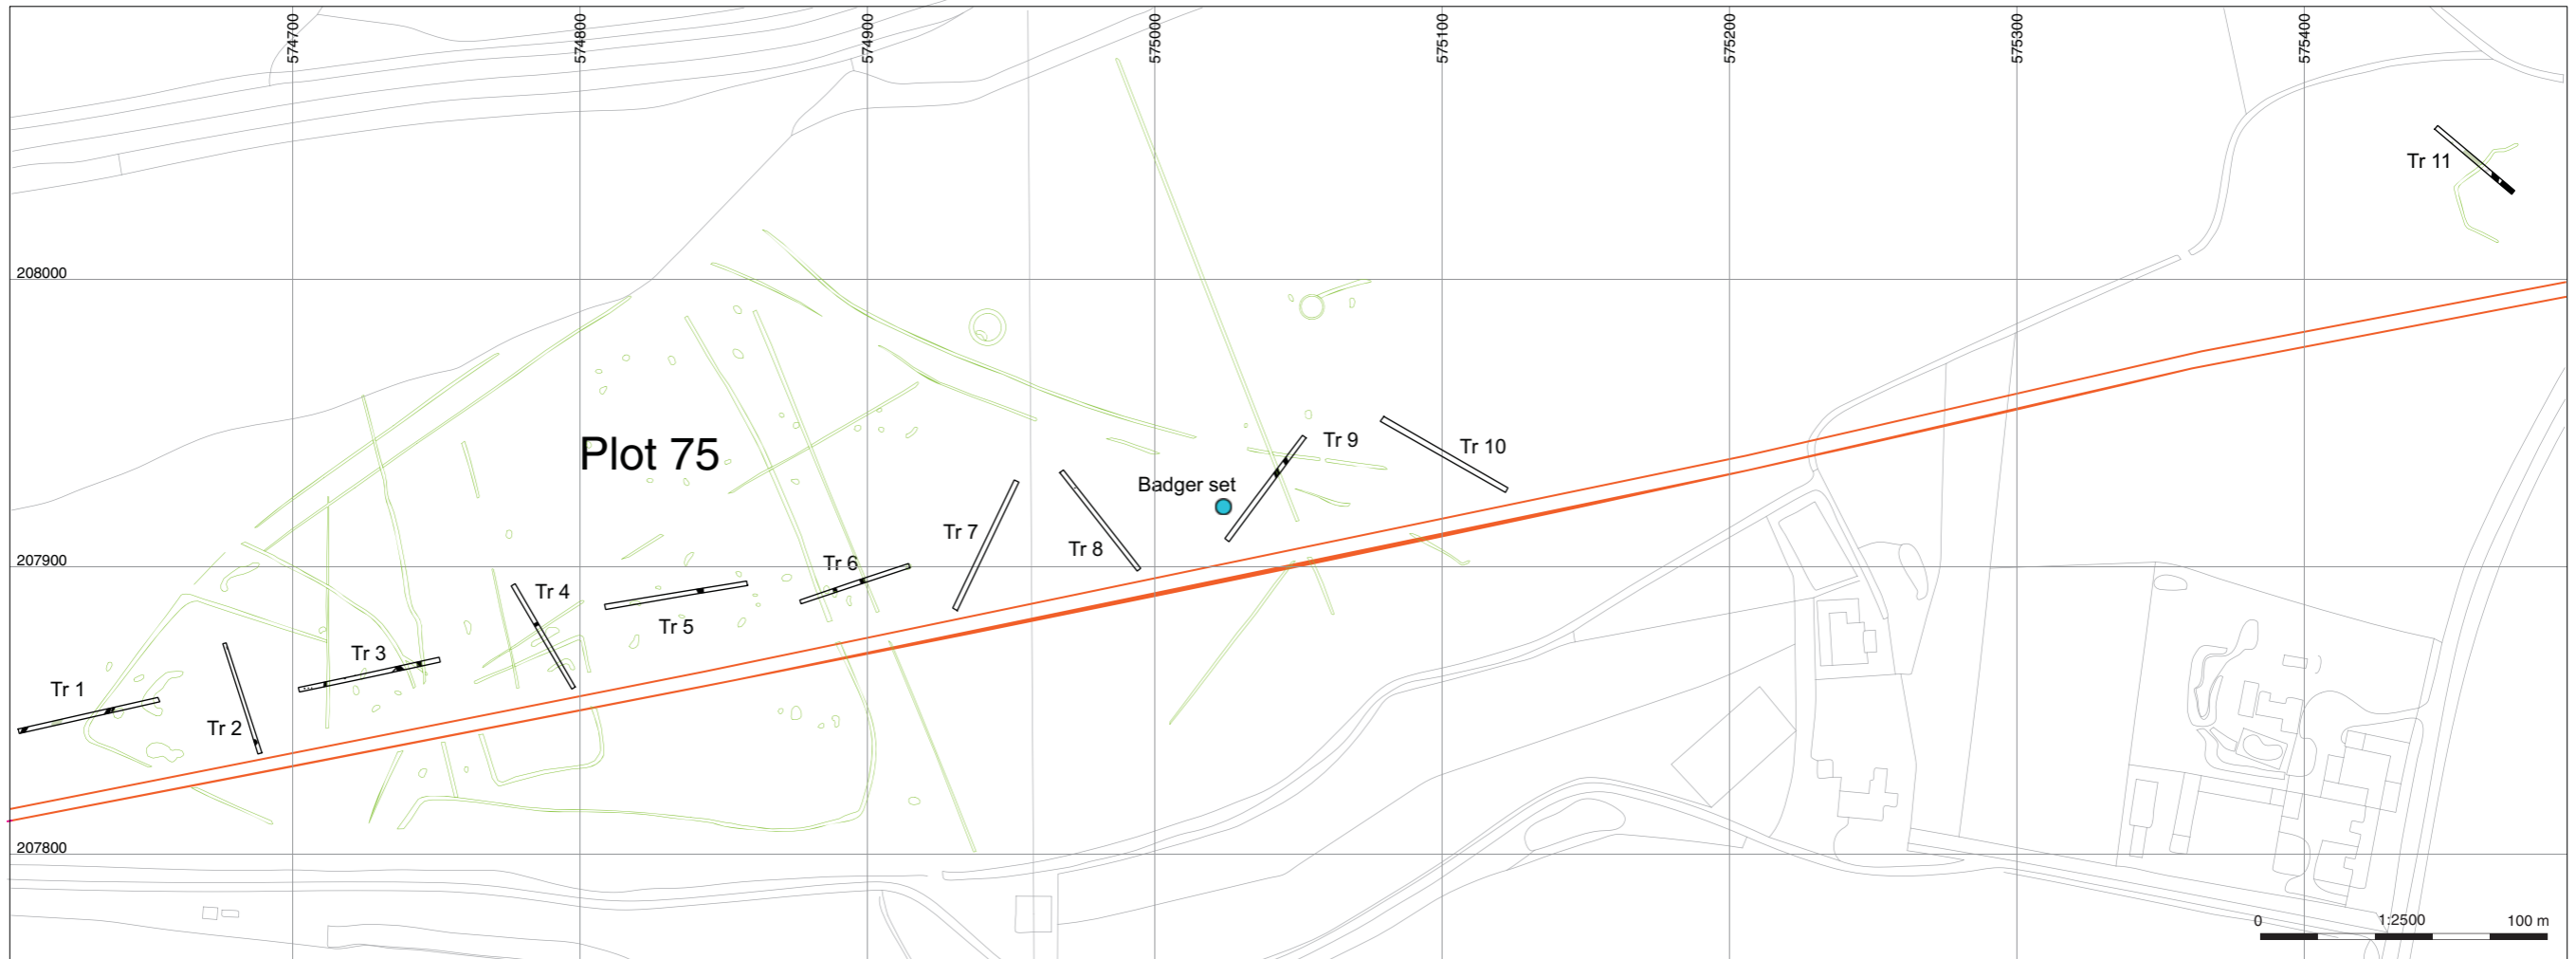 574700
574800
574900
575000
575100
575200
575300
575400
Tr 11
208000
Tr 9
Tr 10
Plot 75
Badger set
Tr 7
Tr 8
207900
Tr 6
Tr 4
Tr 5
Tr 3
Tr 1
Tr 2
207800
0 1:2500 100 m